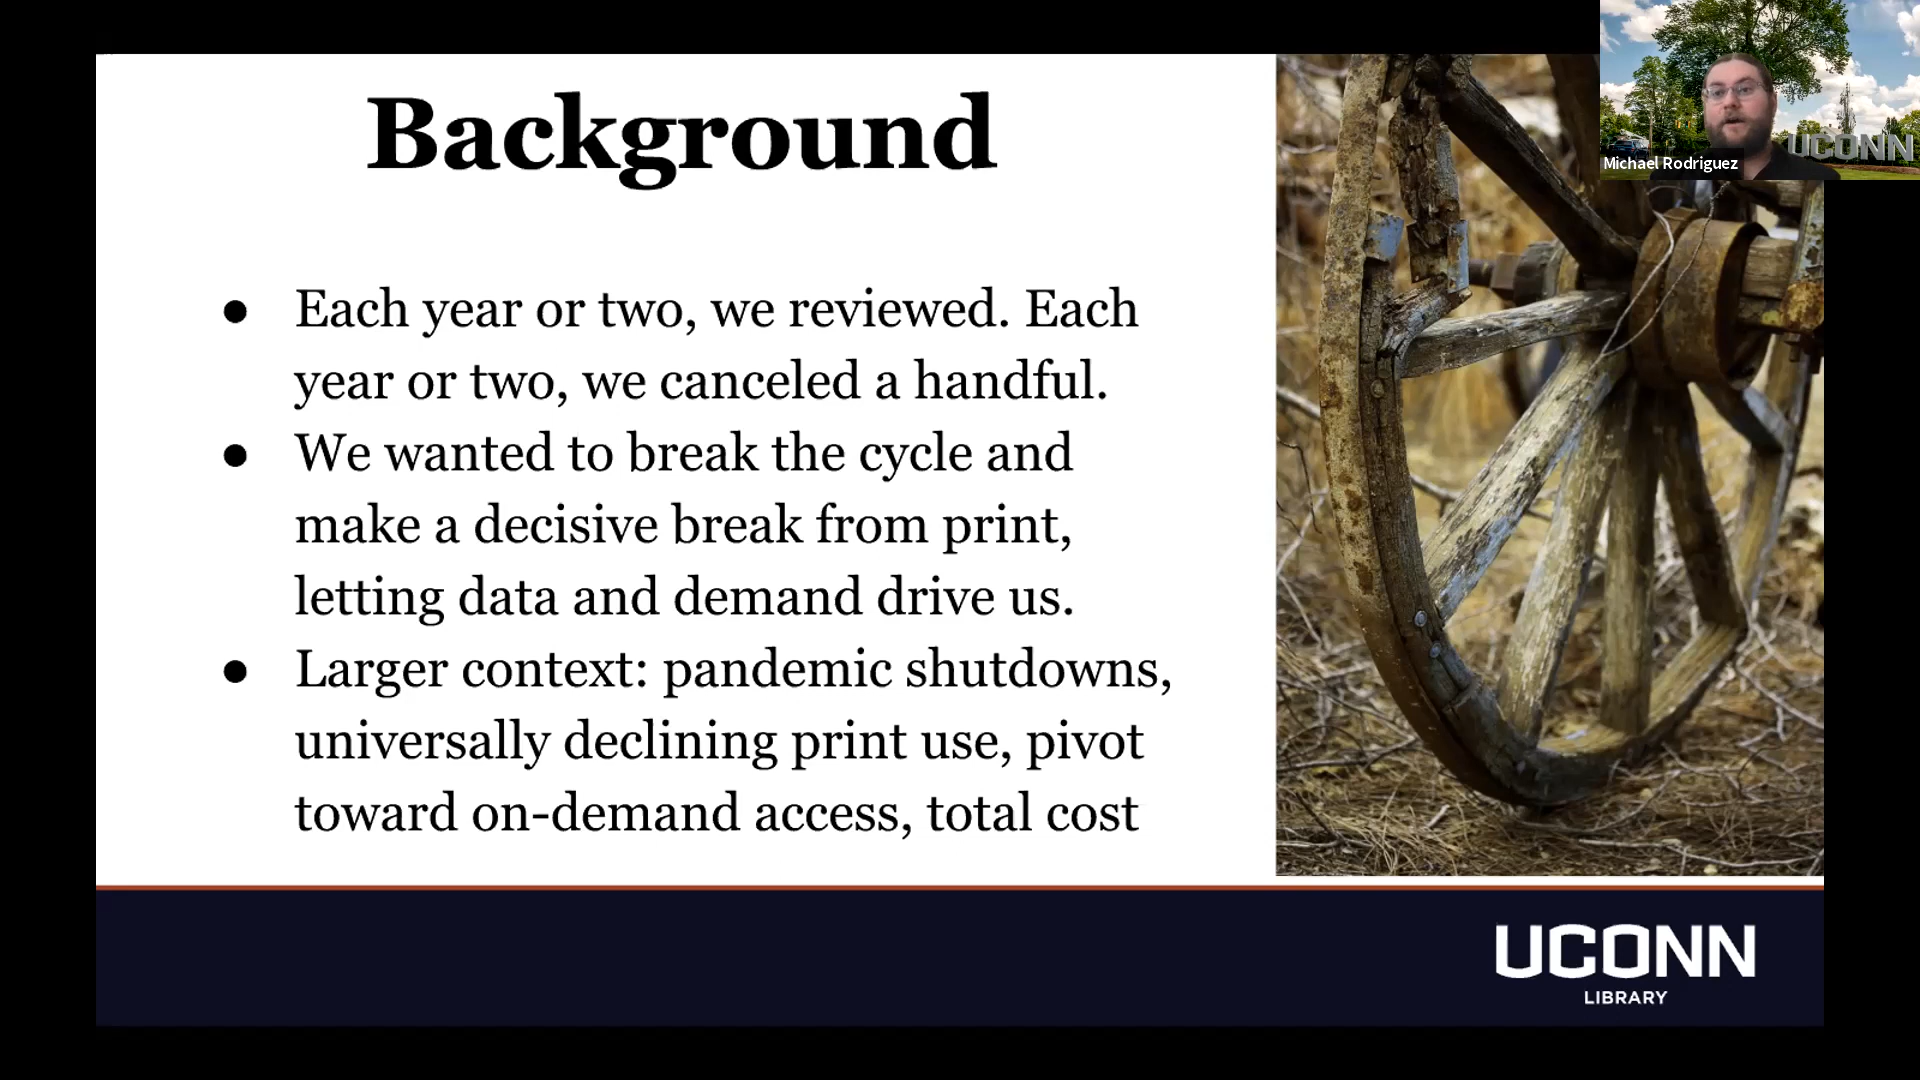 Background
● Each year or two, we reviewed. Each
year or two, we canceled a handful.
● We wanted to break the cycle and
make a decisive break from print,
letting data and demand drive us.
● Larger context: pandemic shutdowns,
universally declining print use, pivot
toward on-demand access, total cost
UCONN
Michael Rodriguez
UCONN
LIBRARY